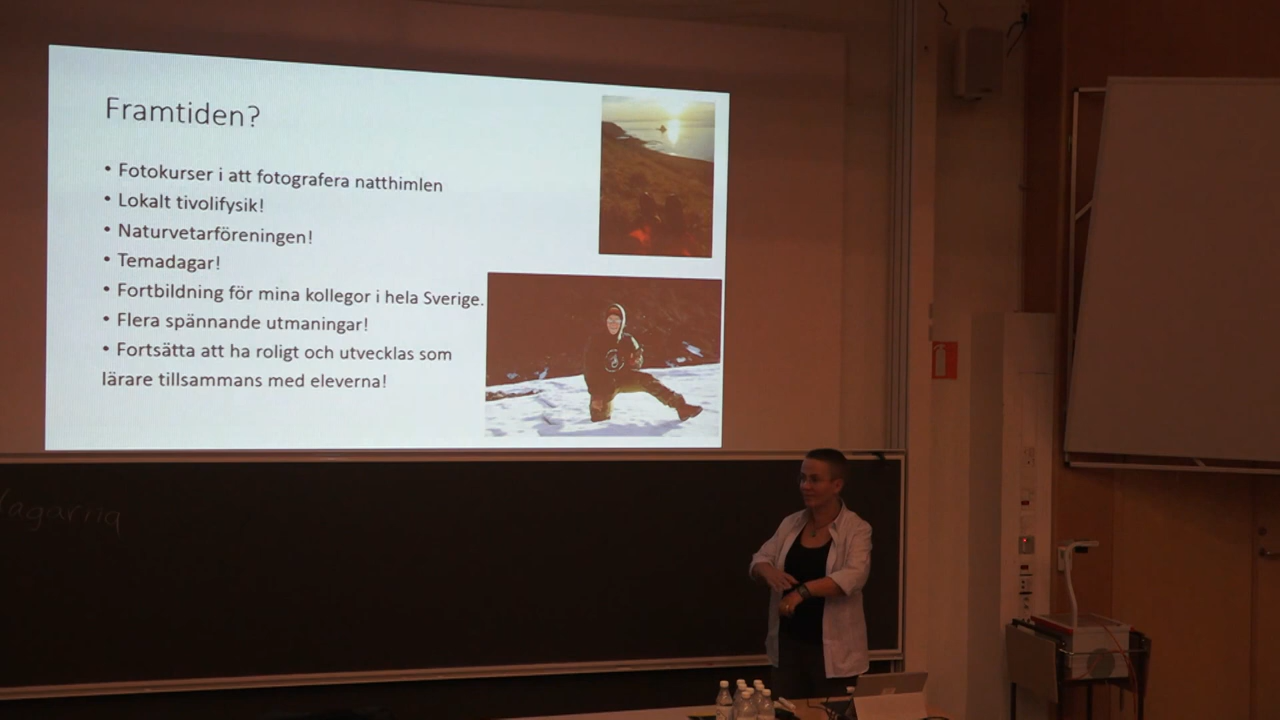 Framtiden?
• Fotokurser i att fotografera natthimlen
• Lokalt tivolifysik!
• Naturvetarföreningen!
• Temadagar!
• Fortbildning för mina kollegor i hela Sverige.
• Flera spännande utmaningar!
• Fortsätta att ha roligt och utvecklas som
lärare tillsammans med eleverna!